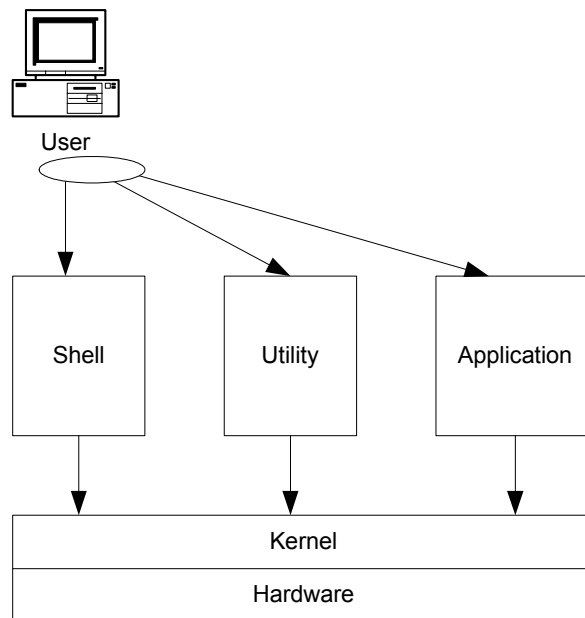 User
Shell
Utility
Application
Kernel
Hardware